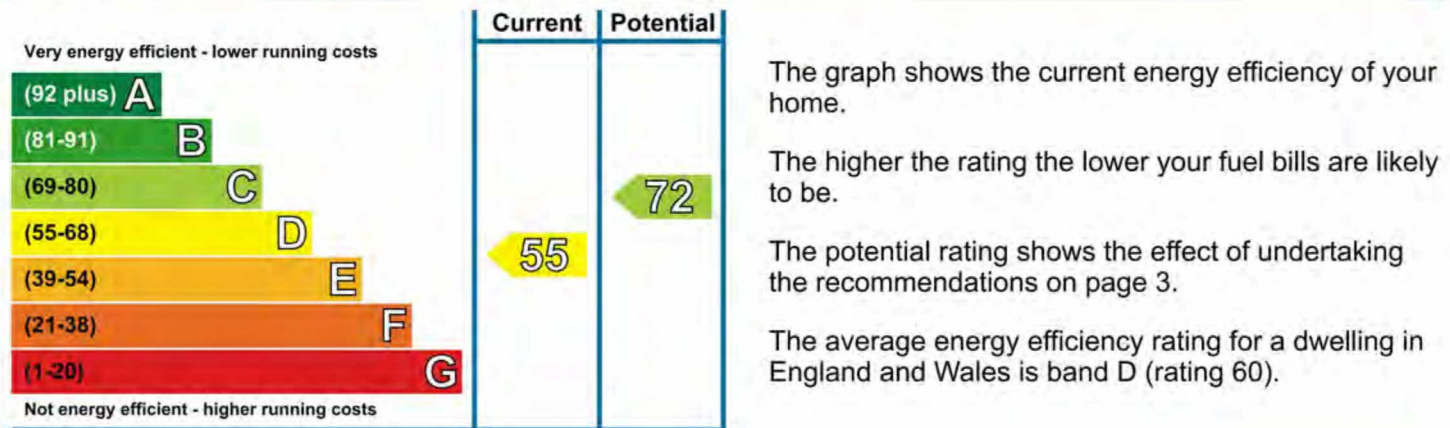 Current Potential
Very energy efficient - lower running costs
(92 plus) A
(81-91) B
(69-80) C
72
(55-68) D
55
(39-54) E
(21-38) F
(1-20) G
Not energy efficient - higher running costs
The graph shows the current energy efficiency of your
home.
The higher the rating the lower your fuel bills are likely
to be.
The potential rating shows the effect of undertaking
the recommendations on page 3.
The average energy efficiency rating for a dwelling in
England and Wales is band D (rating 60).